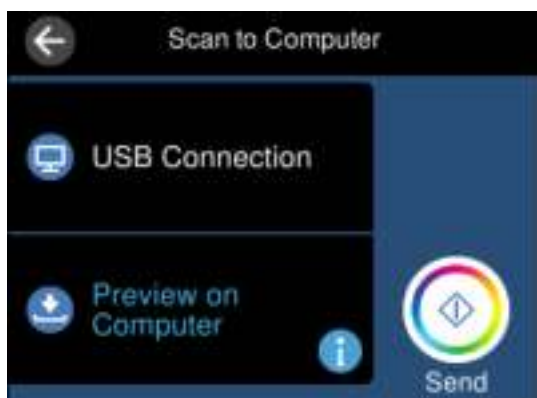 Scan to Computer
USB Connection
Preview on
Computer
Send